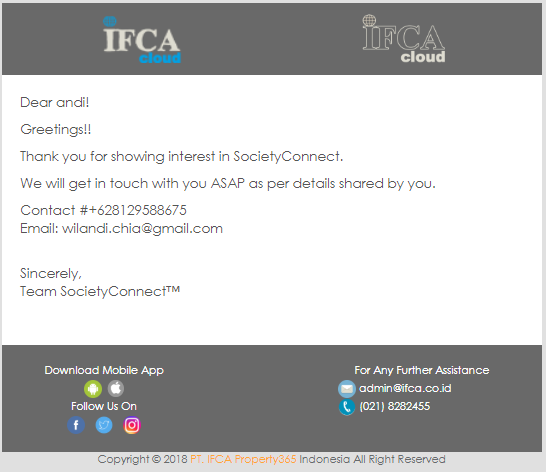 IFCA
cloud
IFCA
cloud
Dear andi!
Greetings!!
Thank you for showing interest in SocietyConnect.
We will get in touch with you ASAP as per details shared by you.
Contact #+628129588675
Email: wilandi.chia@gmail.com
Sincerely,
Team SocietyConnect™
Download Mobile App
Follow Us On
For Any Further Assistance
admin@ifca.co.id
(021) 8282455
Copyright © 2018 PT. IFCA Property365 Indonesia All Right Reserved